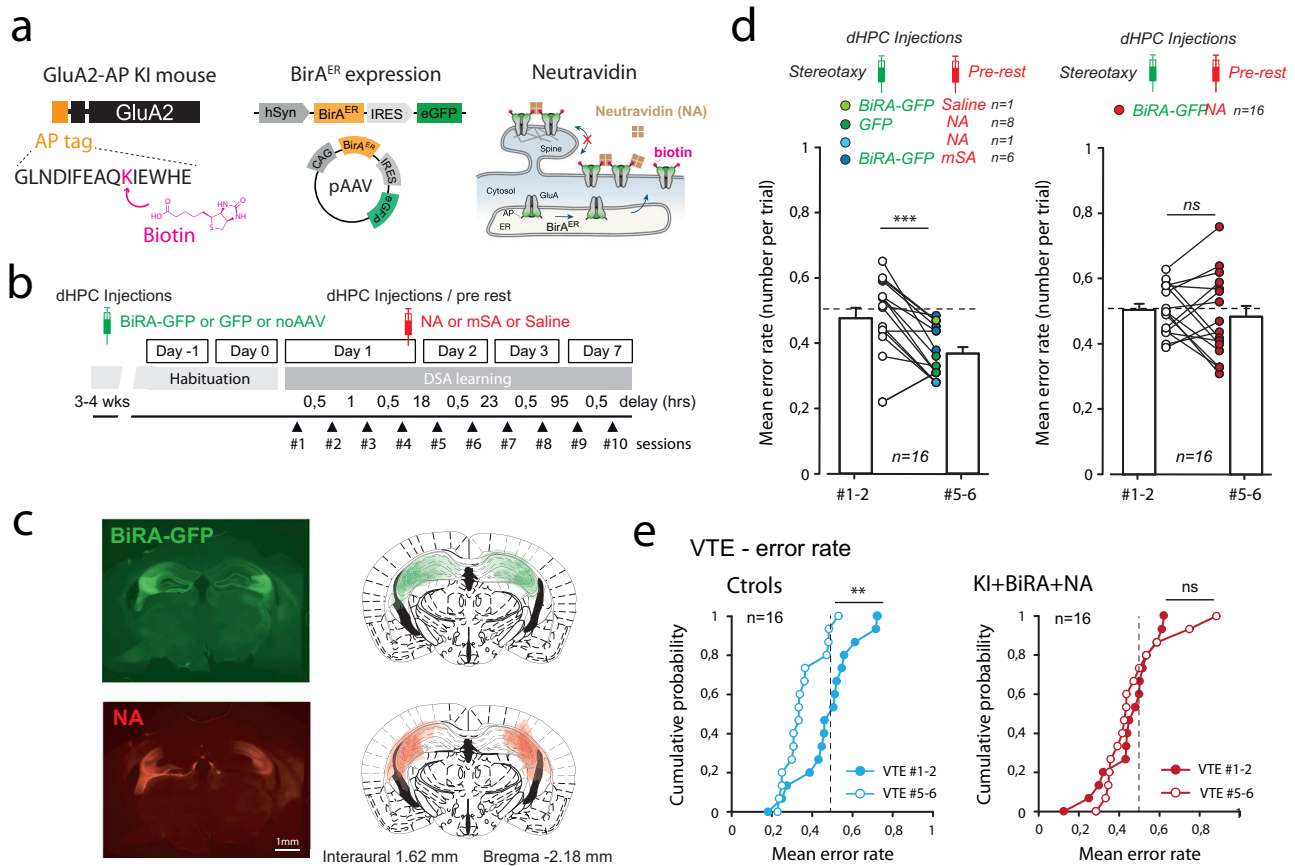 a
GluA2-AP KI mouse
GluA2
AP tag
GLNDIFEAQKIEWHE
HO
O
HN
NH
O
S
Biotin
BirA^ER expression
hSyn BirA^ER IRES eGFP
CAG BirA^ER IRES eGFP
pAAV
Neutravidin
Neutravidin (NA)
Spine
biotin
Cytosol
GluA
AP
ER
BirA^ER
b
dHPC Injections
BiRA-GFP or GFP or noAAV
dHPC Injections / pre rest
NA or mSA or Saline
Day -1 Day 0 Day 1 Day 2 Day 3 Day 7
Habituation DSA learning
3-4 wks
0,5 1 0,5 18 0,5 23 0,5 95 0,5 delay (hrs)
#1 #2 #3 #4 #5 #6 #7 #8 #9 #10 sessions
c
BiRA-GFP
NA
1mm
Interaural 1.62 mm Bregma -2.18 mm
d
dHPC Injections
Stereotaxy Pre-rest
BiRA-GFP Saline n=1
GFP NA n=8
NA n=1
BiRA-GFP mSA n=6
Mean error rate (number per trial)
1
0,8
0,6
0,4
0,2
0
***
n=16
#1-2 #5-6
dHPC Injections
Stereotaxy Pre-rest
BiRA-GFP NA n=16
Mean error rate (number per trial)
1
0,8
0,6
0,4
0,2
0
ns
n=16
#1-2 #5-6
e
VTE - error rate
Ctrols
n=16
**
Cumulative probability
1
0,8
0,6
0,4
0,2
0
VTE #1-2
VTE #5-6
0 0,2 0,4 0,6 0,8 1
Mean error rate
KI+BiRA+NA
n=16
ns
Cumulative probability
1
0,8
0,6
0,4
0,2
0
VTE #1-2
VTE #5-6
0 0,2 0,4 0,6 0,8 1
Mean error rate